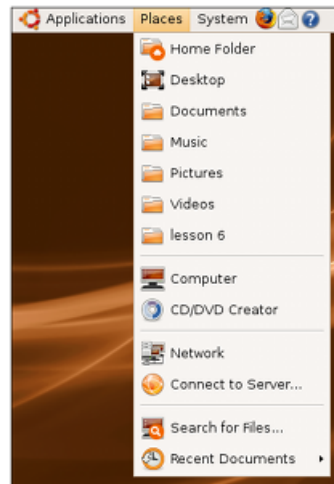 Applications Places System
Home Folder
Desktop
Documents
Music
Pictures
Videos
lesson 6
Computer
CD/DVD Creator
Network
Connect to Server...
Search for Files...
Recent Documents